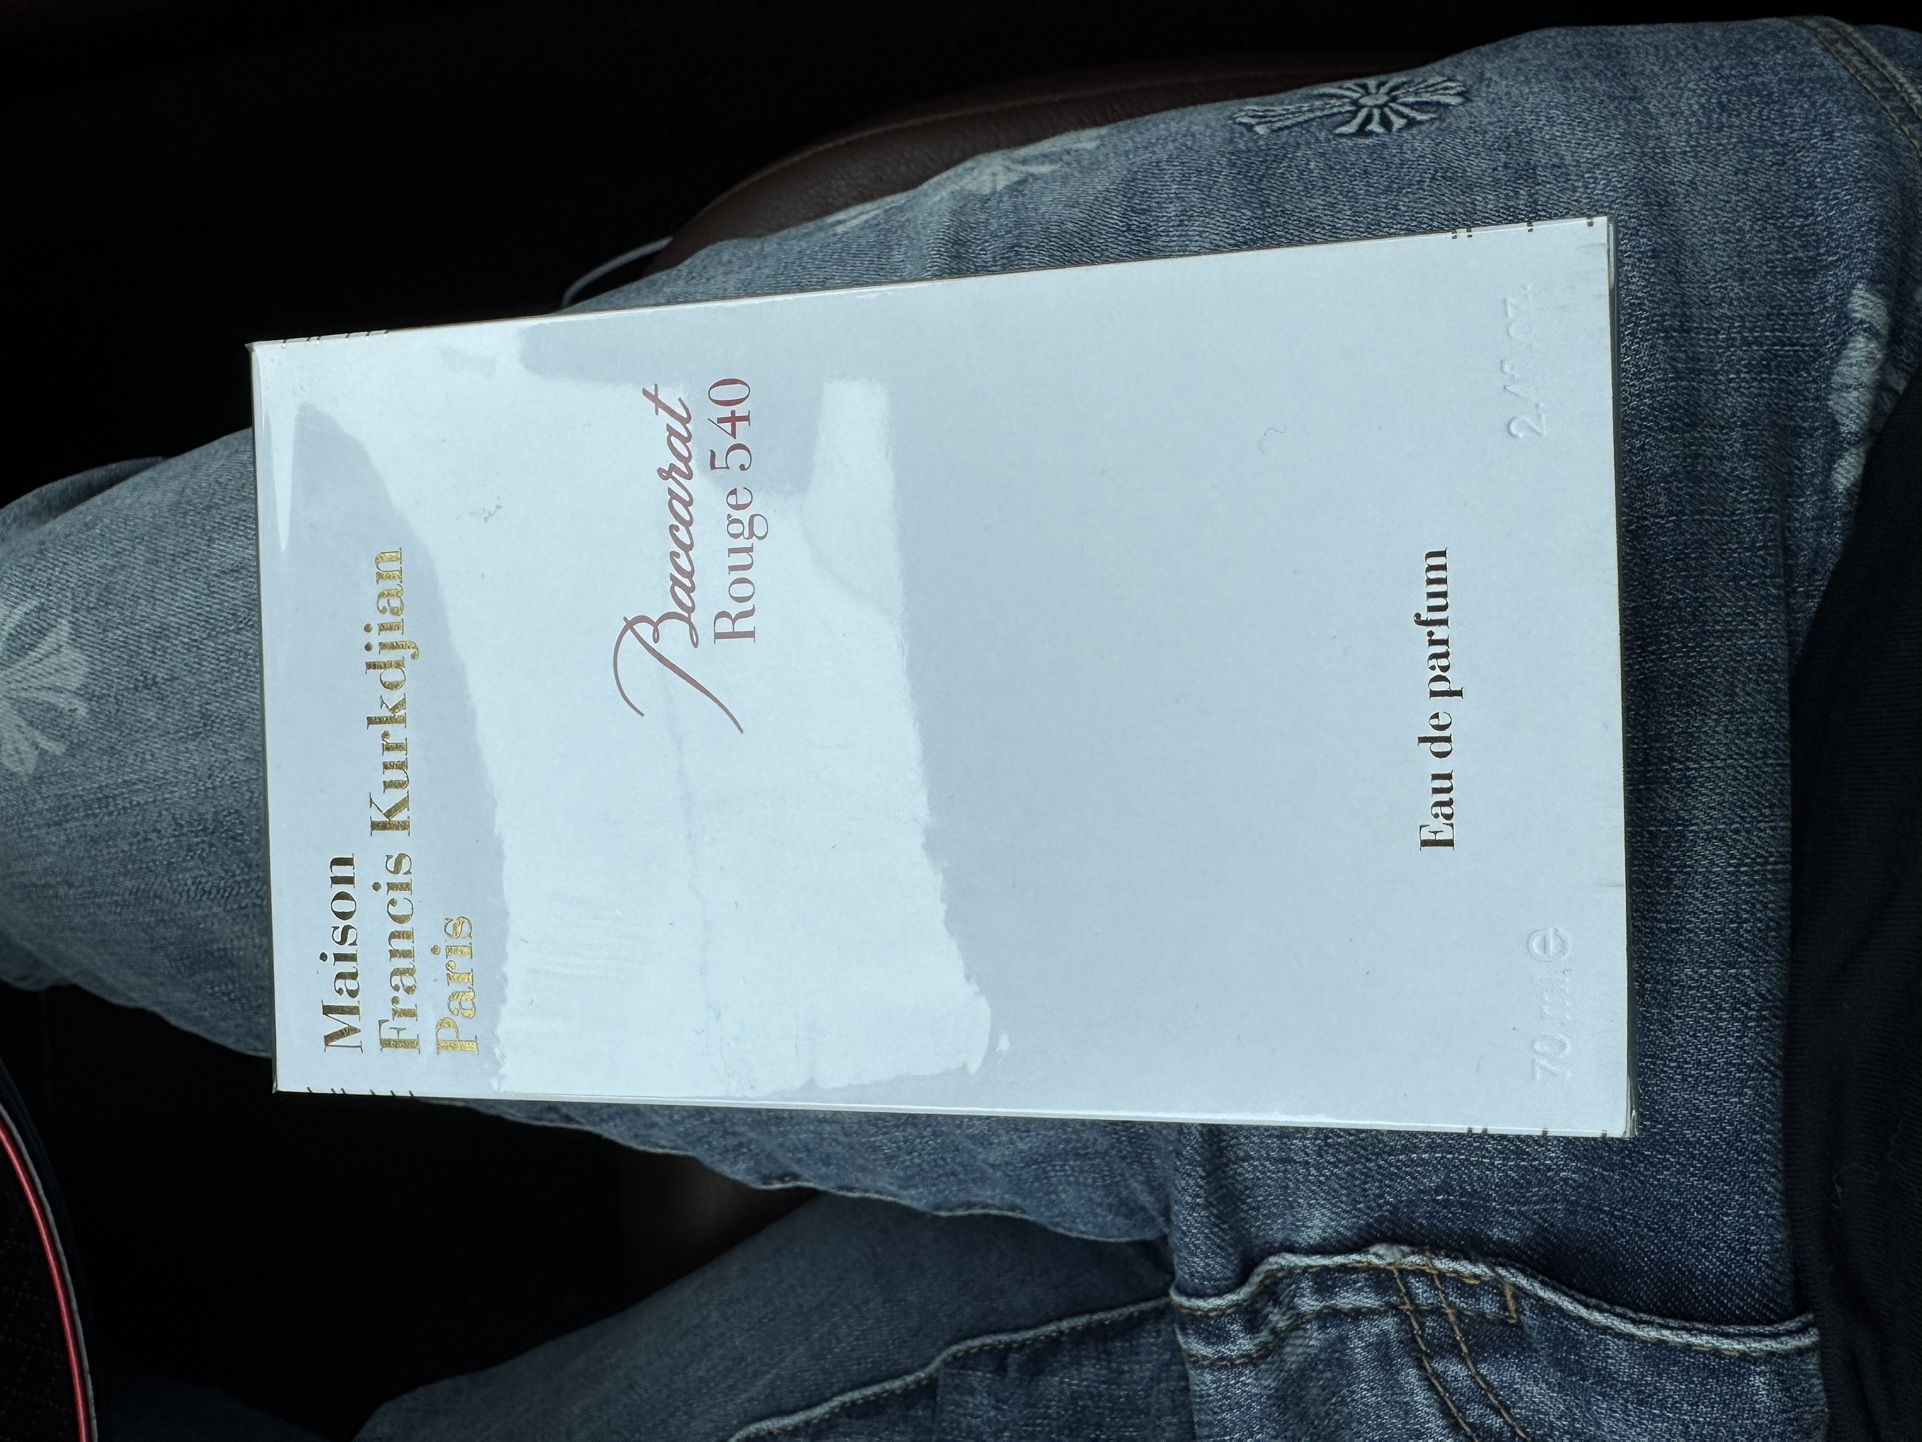 Maison
Francis Kurkdjian
Paris
Baccarat
Rouge 540
Eau de parfum
70 ml e